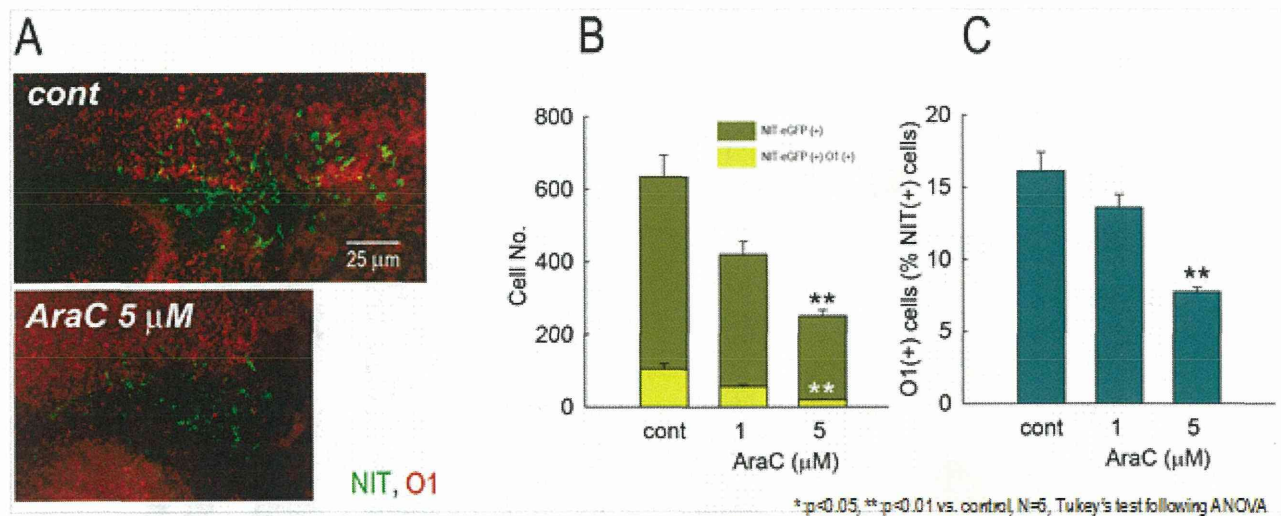 A
cont
25 µm
AraC 5 µM
NIT, O1
B
800
600
400
200
0
Cell No.
NIT-eGFP (+)
NIT-eGFP (+) O1 (+)
**
**
cont 1 5
AraC (µM)
C
20
15
10
5
0
O1(+) cells (% NIT(+) cells)
**
cont 1 5
AraC (µM)
*:p<0.05, **:p<0.01 vs. control, N=6, Tukey's test following ANOVA